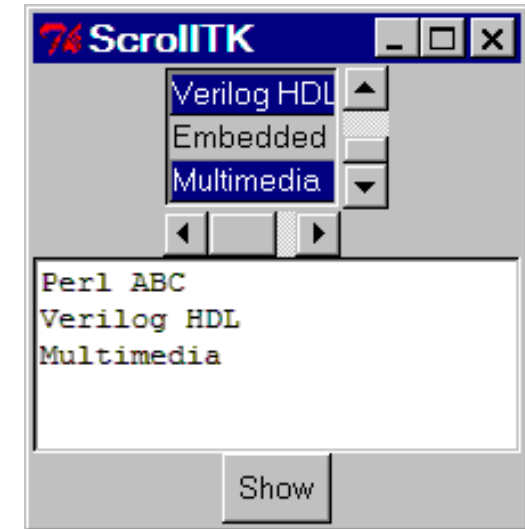 ScrollTK
Verilog HDL
Embedded
Multimedia
Perl ABC
Verilog HDL
Multimedia
Show